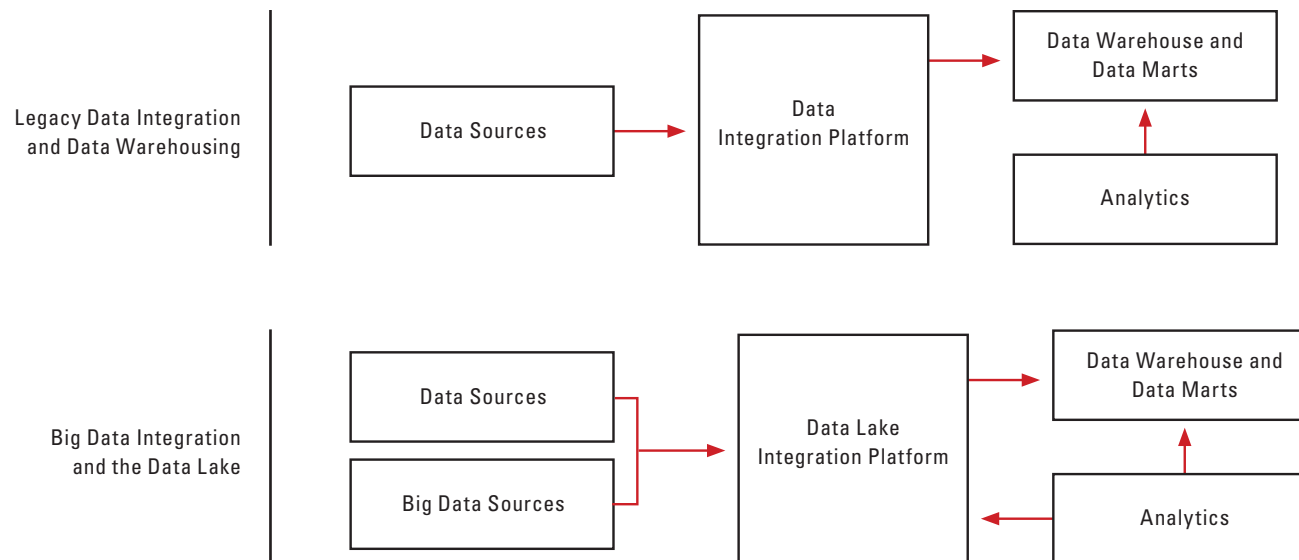 Legacy Data Integration
and Data Warehousing
Data Sources
Data
Integration Platform
Data Warehouse and
Data Marts
Analytics
Big Data Integration
and the Data Lake
Data Sources
Big Data Sources
Data Lake
Integration Platform
Data Warehouse and
Data Marts
Analytics